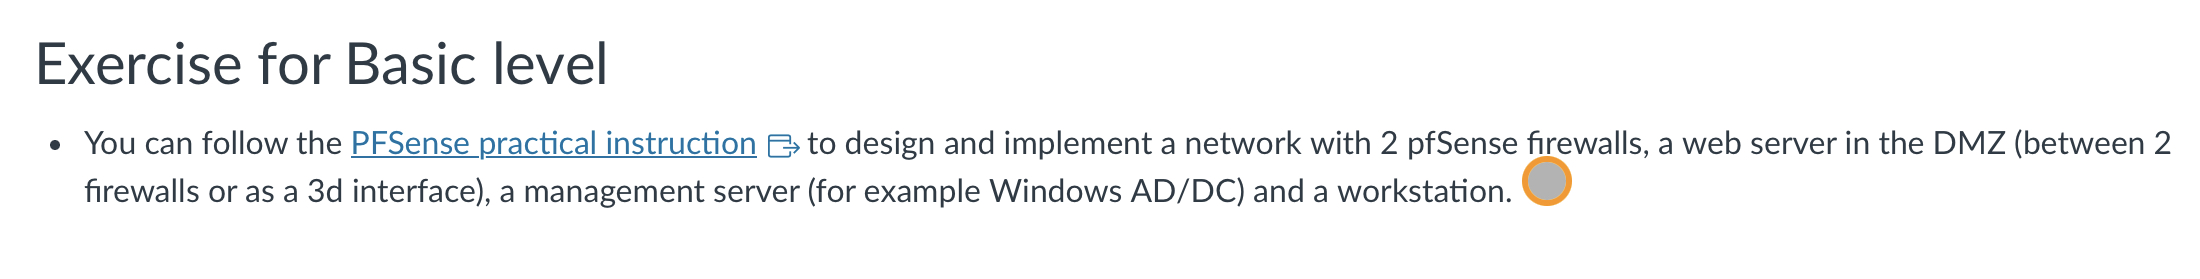 Exercise for Basic level
You can follow the PFSense practical instruction to design and implement a network with 2 pfSense firewalls, a web server in the DMZ (between 2
firewalls or as a 3d interface), a management server (for example Windows AD/DC) and a workstation.